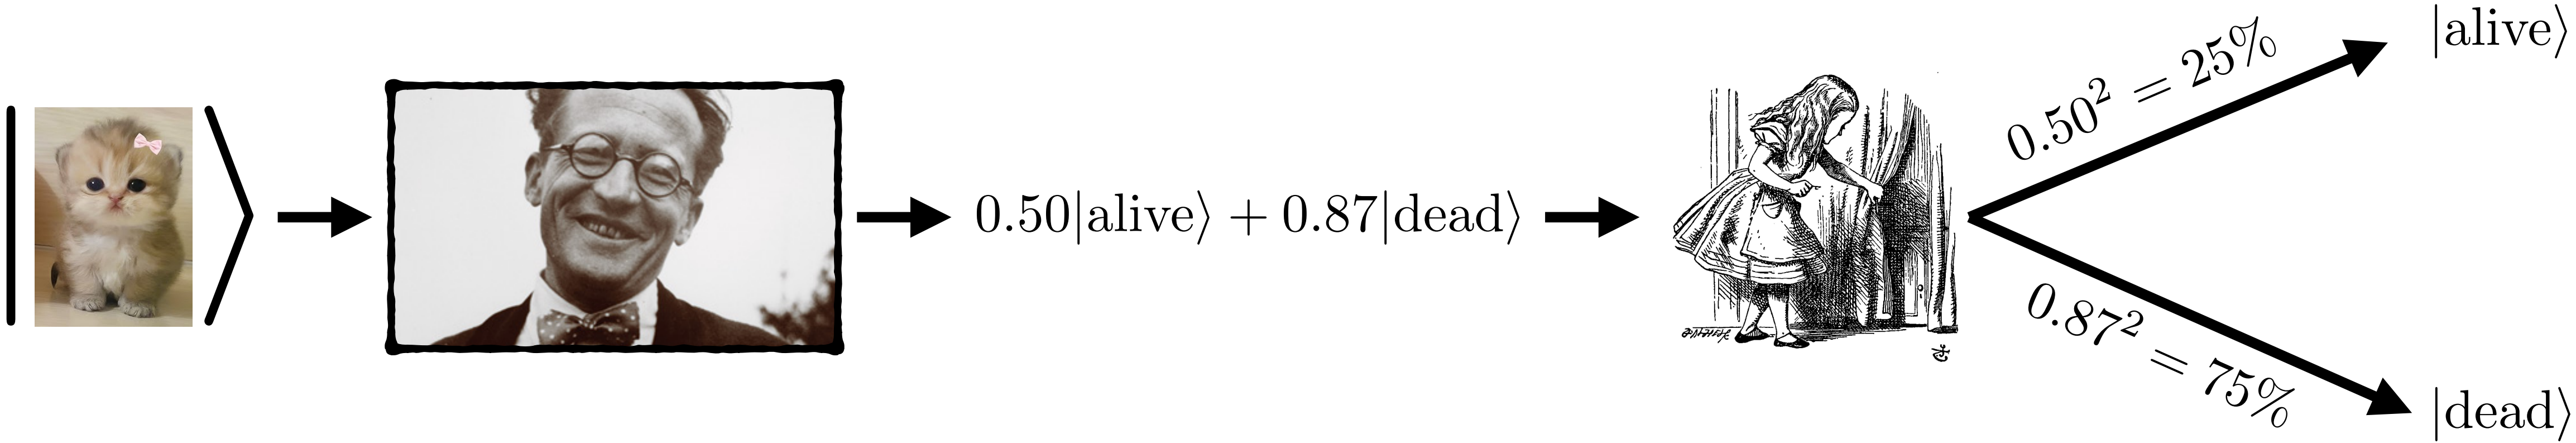 0.50|alive⟩ + 0.87|dead⟩
0.50² = 25%
|alive⟩
0.87² = 75%
|dead⟩